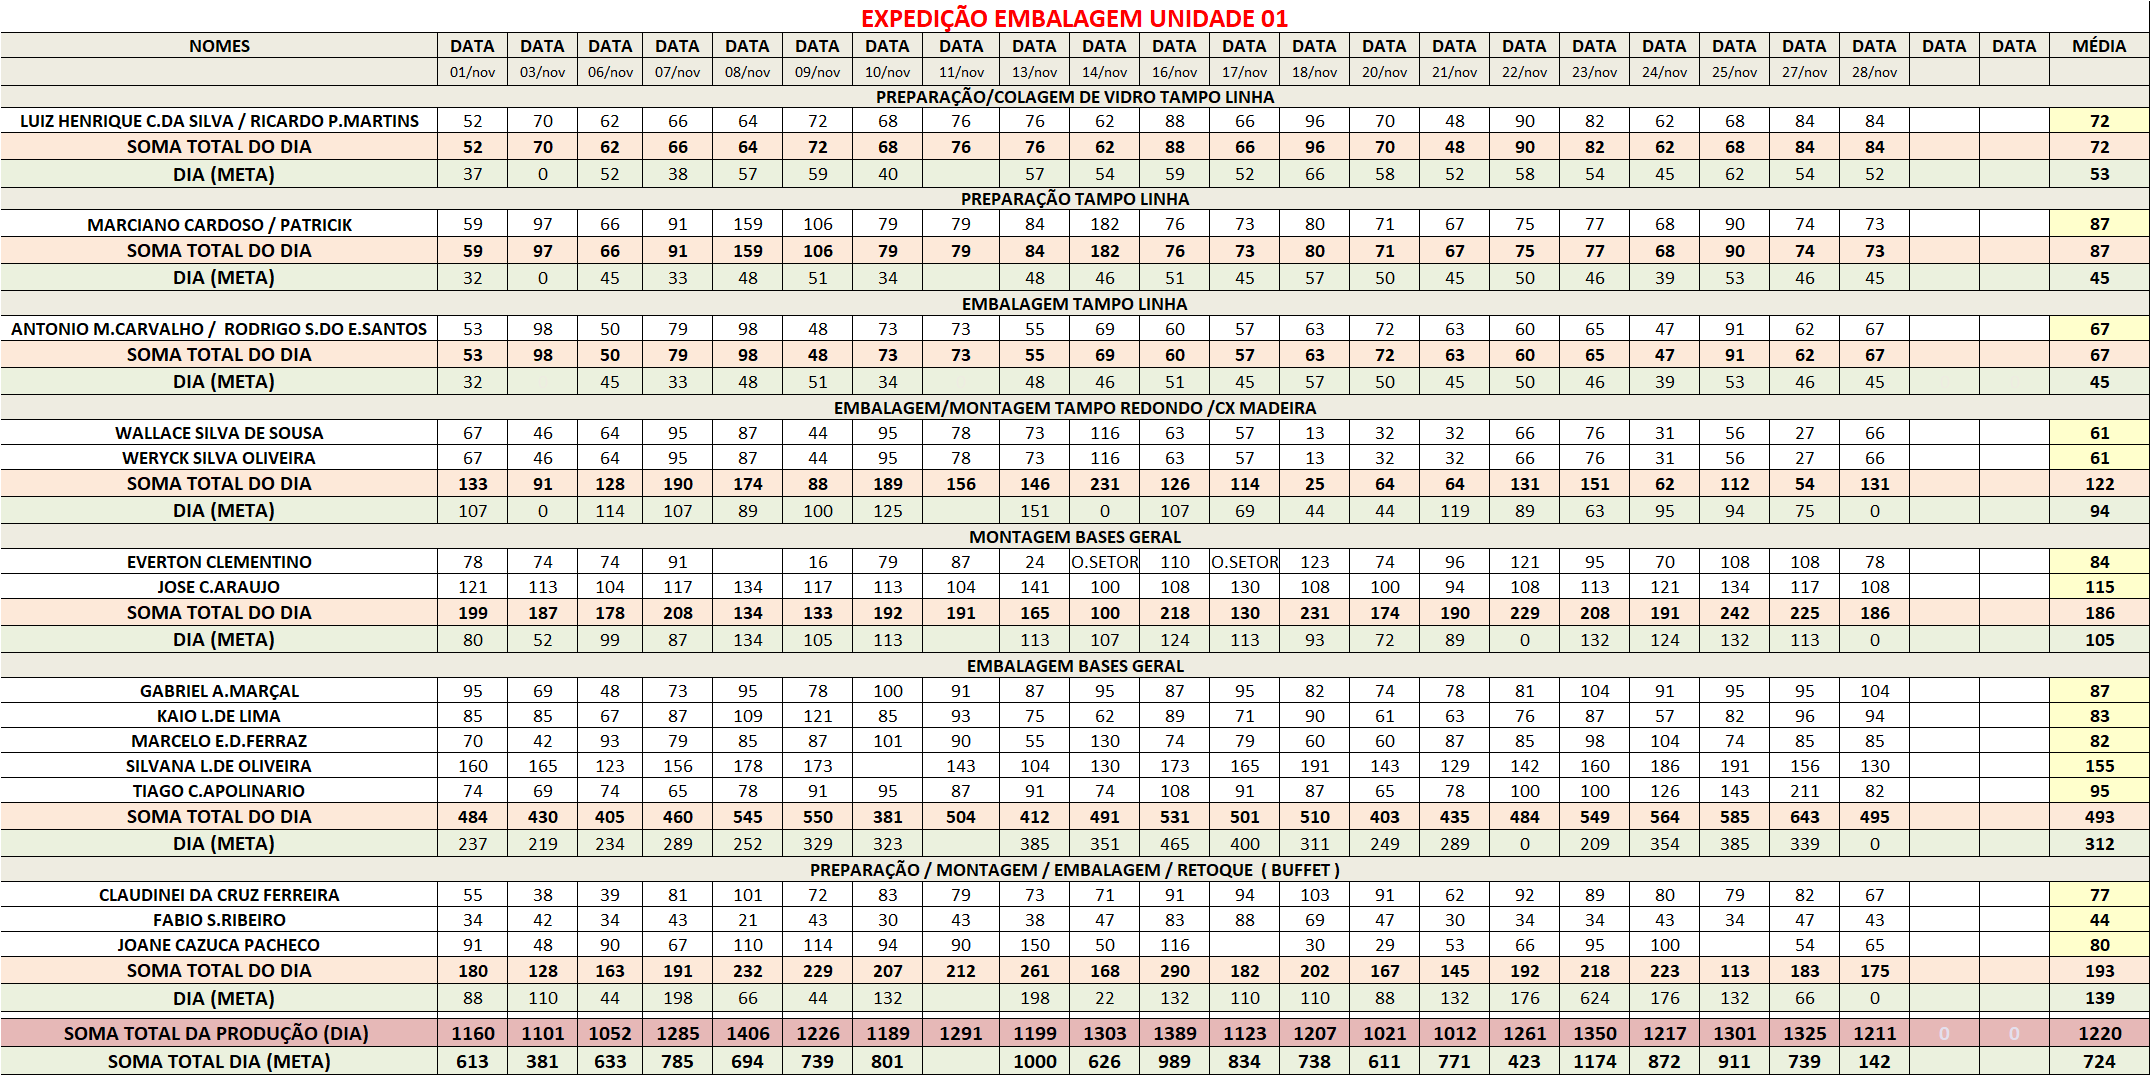 EXPEDIÇÃO EMBALAGEM UNIDADE 01
NOMES DATA DATA DATA DATA DATA DATA DATA DATA DATA DATA DATA DATA DATA DATA DATA DATA DATA DATA DATA DATA DATA DATA DATA MÉDIA
01/nov 03/nov 06/nov 07/nov 08/nov 09/nov 10/nov 11/nov 13/nov 14/nov 16/nov 17/nov 18/nov 20/nov 21/nov 22/nov 23/nov 24/nov 25/nov 27/nov 28/nov
PREPARAÇÃO/COLAGEM DE VIDRO TAMPO LINHA
LUIZ HENRIQUE C.DA SILVA / RICARDO P.MARTINS 52 70 62 66 64 72 68 76 76 62 88 66 96 70 48 90 82 62 68 84 84 72
SOMA TOTAL DO DIA 52 70 62 66 64 72 68 76 76 62 88 66 96 70 48 90 82 62 68 84 84 72
DIA (META) 37 0 52 38 57 59 40 57 54 59 52 66 58 52 58 54 45 62 54 52 53
PREPARAÇÃO TAMPO LINHA
MARCIANO CARDOSO / PATRICIK 59 97 66 91 159 106 79 79 84 182 76 73 80 71 67 75 77 68 90 74 73 87
SOMA TOTAL DO DIA 59 97 66 91 159 106 79 79 84 182 76 73 80 71 67 75 77 68 90 74 73 87
DIA (META) 32 0 45 33 48 51 34 48 46 51 45 57 50 45 50 46 39 53 46 45 45
EMBALAGEM TAMPO LINHA
ANTONIO M.CARVALHO / RODRIGO S.DO E.SANTOS 53 98 50 79 98 48 73 73 55 69 60 57 63 72 63 60 65 47 91 62 67 67
SOMA TOTAL DO DIA 53 98 50 79 98 48 73 73 55 69 60 57 63 72 63 60 65 47 91 62 67 67
DIA (META) 32 45 33 48 51 34 48 46 51 45 57 50 45 50 46 39 53 46 45 45
EMBALAGEM/MONTAGEM TAMPO REDONDO /CX MADEIRA
WALLACE SILVA DE SOUSA 67 46 64 95 87 44 95 78 73 116 63 57 13 32 32 66 76 31 56 27 66 61
WERYCK SILVA OLIVEIRA 67 46 64 95 87 44 95 78 73 116 63 57 13 32 32 66 76 31 56 27 66 61
SOMA TOTAL DO DIA 133 91 128 190 174 88 189 156 146 231 126 114 25 64 64 131 151 62 112 54 131 122
DIA (META) 107 0 114 107 89 100 125 151 0 107 69 44 44 119 89 63 95 94 75 0 94
MONTAGEM BASES GERAL
EVERTON CLEMENTINO 78 74 74 91 16 79 87 24 O.SETOR 110 O.SETOR 123 74 96 121 95 70 108 108 78 84
JOSE C.ARAUJO 121 113 104 117 134 117 113 104 141 100 108 130 108 100 94 108 113 121 134 117 108 115
SOMA TOTAL DO DIA 199 187 178 208 134 133 192 191 165 100 218 130 231 174 190 229 208 191 242 225 186 186
DIA (META) 80 52 99 87 134 105 113 113 107 124 113 93 72 89 0 132 124 132 113 0 105
EMBALAGEM BASES GERAL
GABRIEL A.MARÇAL 95 69 48 73 95 78 100 91 87 95 87 95 82 74 78 81 104 91 95 95 104 87
KAIO L.DE LIMA 85 85 67 87 109 121 85 93 75 62 89 71 90 61 63 76 87 57 82 96 94 83
MARCELO E.D.FERRAZ 70 42 93 79 85 87 101 90 55 130 74 79 60 60 87 85 98 104 74 85 85 82
SILVANA L.DE OLIVEIRA 160 165 123 156 178 173 143 104 130 173 165 191 143 129 142 160 186 191 156 130 155
TIAGO C.APOLINARIO 74 69 74 65 78 91 95 87 91 74 108 91 87 65 78 100 100 126 143 211 82 95
SOMA TOTAL DO DIA 484 430 405 460 545 550 381 504 412 491 531 501 510 403 435 484 549 564 585 643 495 493
DIA (META) 237 219 234 289 252 329 323 385 351 465 400 311 249 289 0 209 354 385 339 0 312
PREPARAÇÃO / MONTAGEM / EMBALAGEM / RETOQUE ( BUFFET )
CLAUDINEI DA CRUZ FERREIRA 55 38 39 81 101 72 83 79 73 71 91 94 103 91 62 92 89 80 79 82 67 77
FABIO S.RIBEIRO 34 42 34 43 21 43 30 43 38 47 83 88 69 47 30 34 34 43 34 47 43 44
JOANE CAZUCA PACHECO 91 48 90 67 110 114 94 90 150 50 116 30 29 53 66 95 100 54 65 80
SOMA TOTAL DO DIA 180 128 163 191 232 229 207 212 261 168 290 182 202 167 145 192 218 223 113 183 175 193
DIA (META) 88 110 44 198 66 44 132 198 22 132 110 110 88 132 176 624 176 132 66 0 139
SOMA TOTAL DA PRODUÇÃO (DIA) 1160 1101 1052 1285 1406 1226 1189 1291 1199 1303 1389 1123 1207 1021 1012 1261 1350 1217 1301 1325 1211 0 0 1220
SOMA TOTAL DIA (META) 613 381 633 785 694 739 801 1000 626 989 834 738 611 771 423 1174 872 911 739 142 724